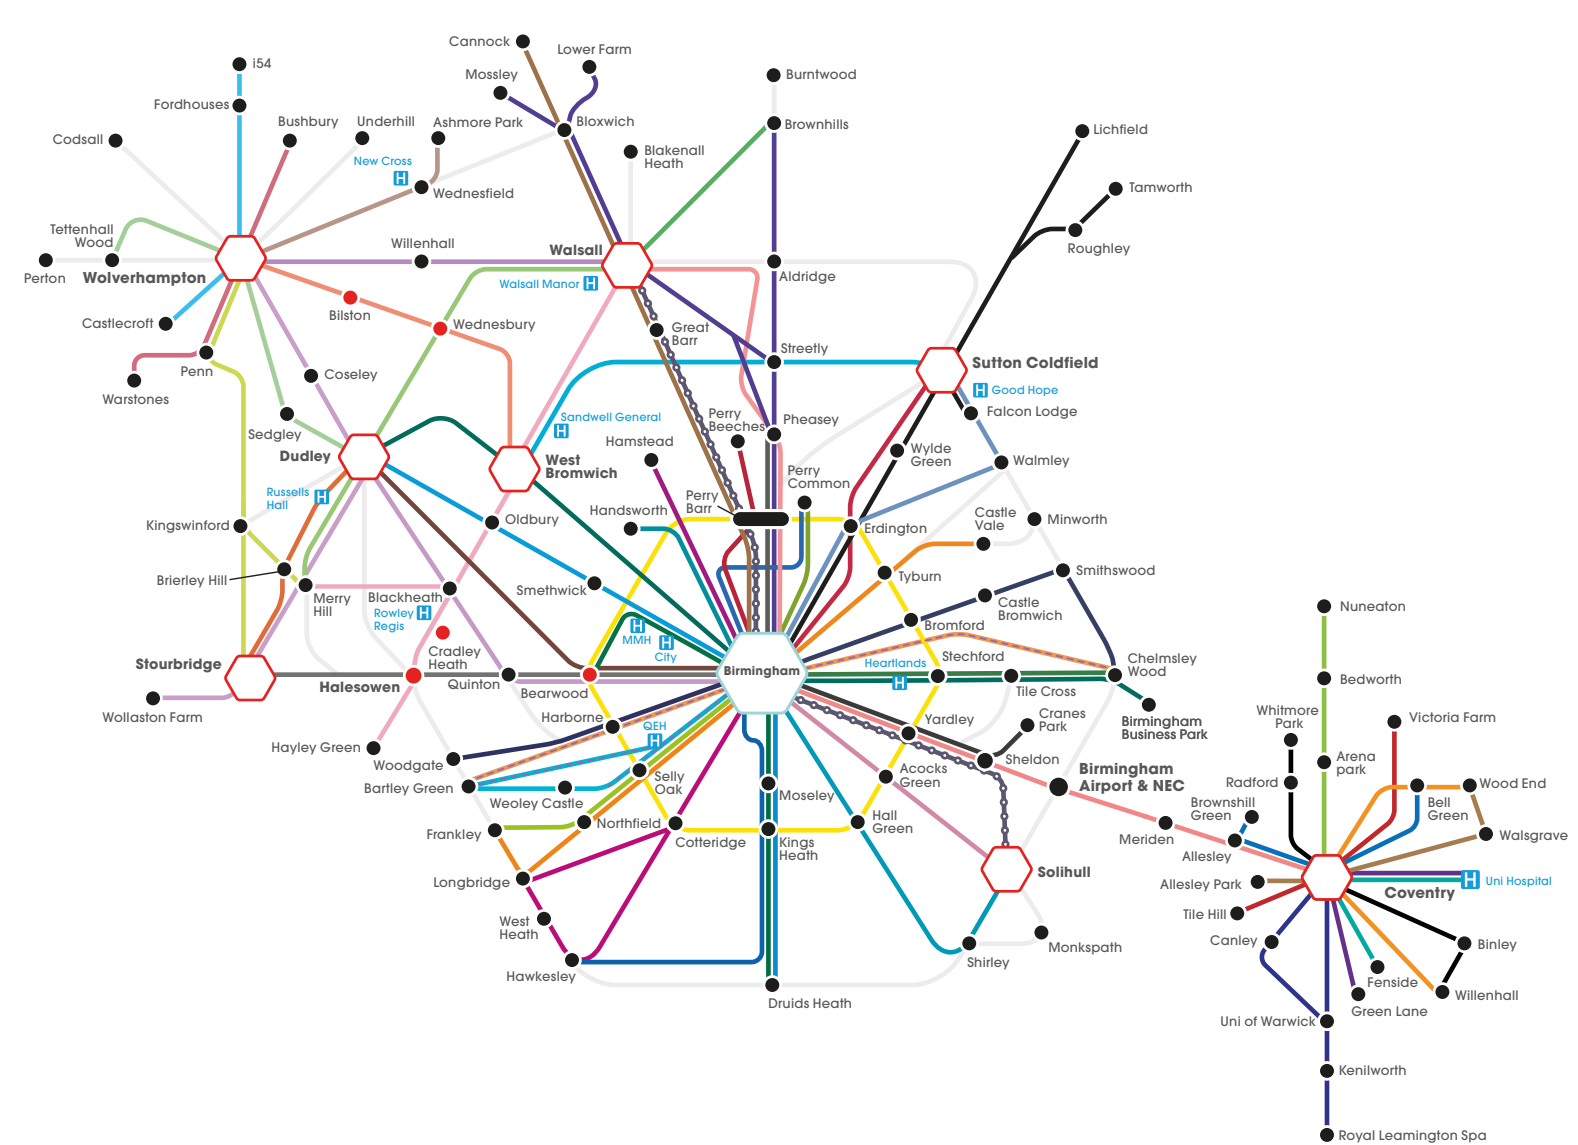 Cannock
Lower Farm
i54
Mossley
Burntwood
Fordhouses
Bushbury
Underhill
Ashmore Park
Bloxwich
Brownhills
Lichfield
Codsall
New Cross
H
Blakenall
Heath
Wednesfield
Tamworth
Tettenhall
Wood
Willenhall
Walsall
Roughley
Perton
Wolverhampton
Walsall Manor H
Aldridge
Bilston
Castlecroft
Wednesbury
Great
Barr
Streetly
Sutton Coldfield
Penn
Coseley
H Good Hope
Warstones
Sandwell General
H
Perry
Beeches
Pheasey
Falcon Lodge
Sedgley
Hamstead
Dudley
West
Bromwich
Wylde
Green
Walmley
Russells
Hall
H
Perry
Common
Perry
Barr
Kingswinford
Oldbury
Handsworth
Erdington
Castle
Vale
Minworth
Brierley Hill
Smethwick
Tyburn
Smithswood
Merry
Hill
Blackheath
Rowley
Regis
H
Castle
Bromwich
Bromford
H
MMH
H
City
Cradley
Heath
Stourbridge
Birmingham
Heartlands
H
Stechford
Chelmsley
Wood
Nuneaton
Halesowen
Quinton
Bearwood
Tile Cross
Bedworth
Wollaston Farm
Harborne
QEH
H
Yardley
Cranes
Park
Birmingham
Business Park
Whitmore
Park
Victoria Farm
Hayley Green
Woodgate
Sheldon
Bartley Green
Selly
Oak
Acocks
Green
Birmingham
Airport & NEC
Arena
park
Radford
Wood End
Weoley Castle
Moseley
Brownshill
Green
Bell
Green
Frankley
Northfield
Cotteridge
Kings
Heath
Hall
Green
Meriden
Allesley
Walsgrave
Longbridge
Solihull
Allesley Park
H Uni Hospital
Coventry
West
Heath
Tile Hill
Canley
Binley
Hawkesley
Shirley
Monkspath
Fenside
Druids Heath
Green Lane
Willenhall
Uni of Warwick
Kenilworth
Royal Leamington Spa